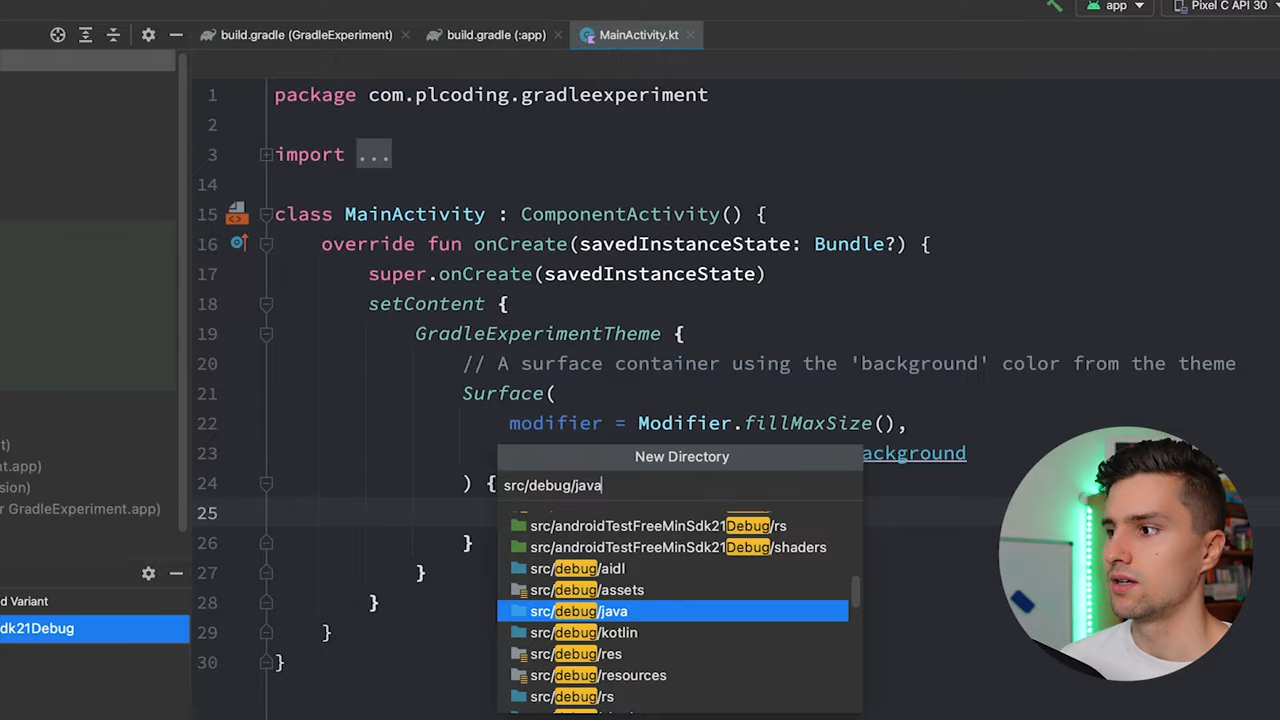 app
Pixel C API 30
build.gradle (GradleExperiment)
build.gradle (:app)
MainActivity.kt
1 package com.plcoding.gradleexperiment
2
3 import ...
14
15 class MainActivity : ComponentActivity() {
16 override fun onCreate(savedInstanceState: Bundle?) {
17 super.onCreate(savedInstanceState)
18 setContent {
19 GradleExperimentTheme {
20 // A surface container using the 'background' color from the theme
21 Surface(
22 modifier = Modifier.fillMaxSize(),
23 ackground
24 ) {
25
26 }
27 }
28 }
29 }
30 }
New Directory
src/debug/java
src/androidTestFreeMinSdk21Debug/rs
src/androidTestFreeMinSdk21Debug/shaders
src/debug/aidl
src/debug/assets
src/debug/java
src/debug/kotlin
src/debug/res
src/debug/resources
src/debug/rs
t)
ent.app)
sion)
er GradleExperiment.app)
d Variant
dk21Debug